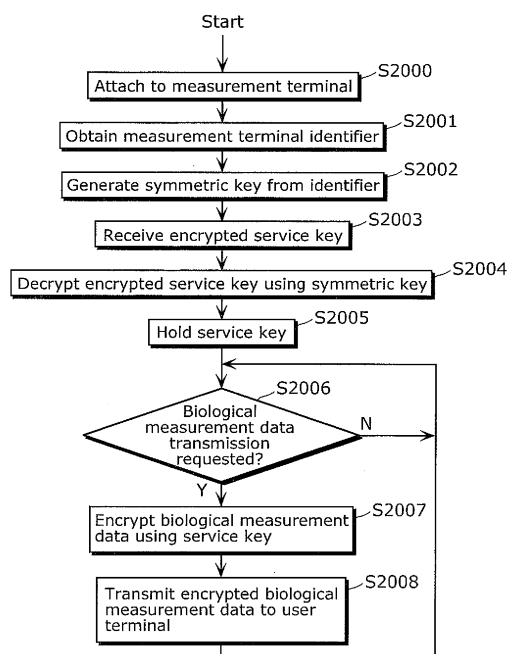 Start
S2000
Attach to measurement terminal
S2001
Obtain measurement terminal identifier
S2002
Generate symmetric key from identifier
S2003
Receive encrypted service key
S2004
Decrypt encrypted service key using symmetric key
S2005
Hold service key
S2006
Biological
measurement data
transmission
requested?
N
Y
S2007
Encrypt biological measurement
data using service key
S2008
Transmit encrypted biological
measurement data to user
terminal